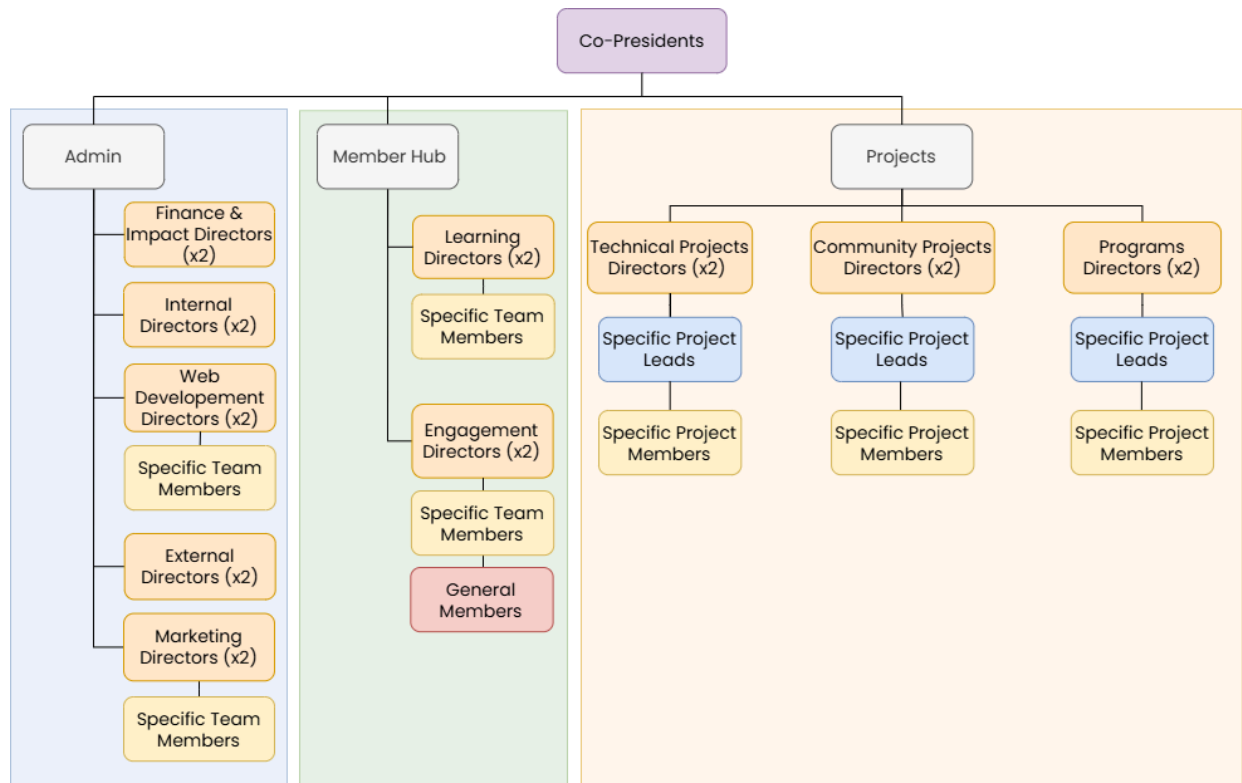 Co-Presidents
Admin
Finance &
Impact Directors
(x2)
Internal
Directors (x2)
Web
Developement
Directors (x2)
Specific Team
Members
External
Directors (x2)
Marketing
Directors (x2)
Specific Team
Members
Member Hub
Learning
Directors (x2)
Specific Team
Members
Engagement
Directors (x2)
Specific Team
Members
General
Members
Projects
Technical Projects
Directors (x2)
Specific Project
Leads
Specific Project
Members
Community Projects
Directors (x2)
Specific Project
Leads
Specific Project
Members
Programs
Directors (x2)
Specific Project
Leads
Specific Project
Members